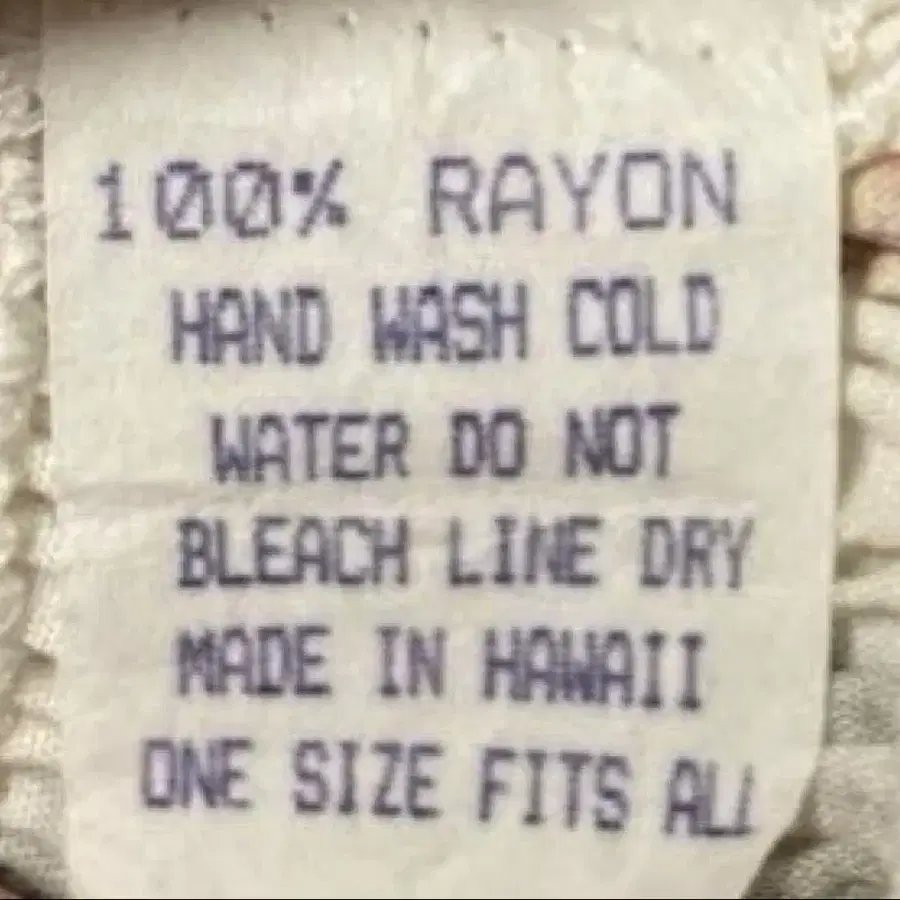 100% RAYON
HAND WASH COLD
WATER DO NOT
BLEACH LINE DRY
MADE IN HAWAII
ONE SIZE FITS ALL